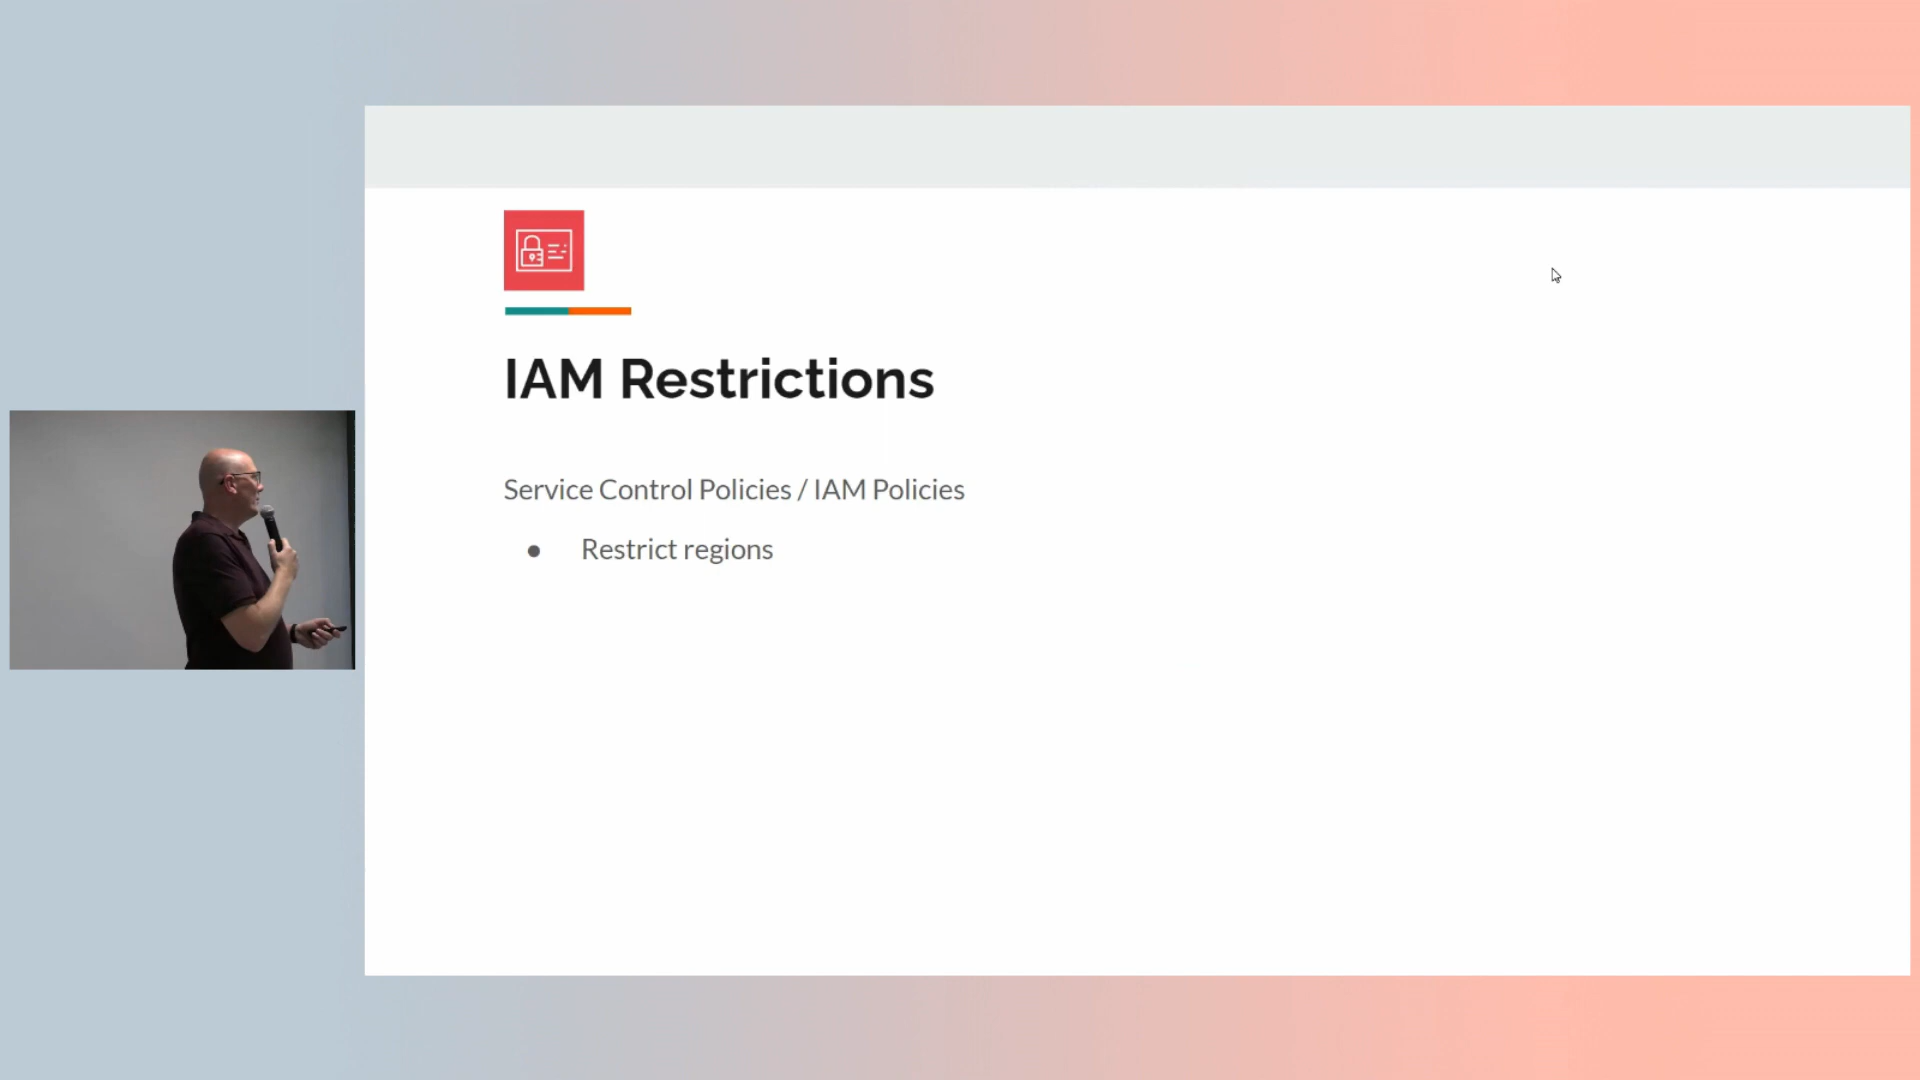 IAM Restrictions
Service Control Policies / IAM Policies
● Restrict regions